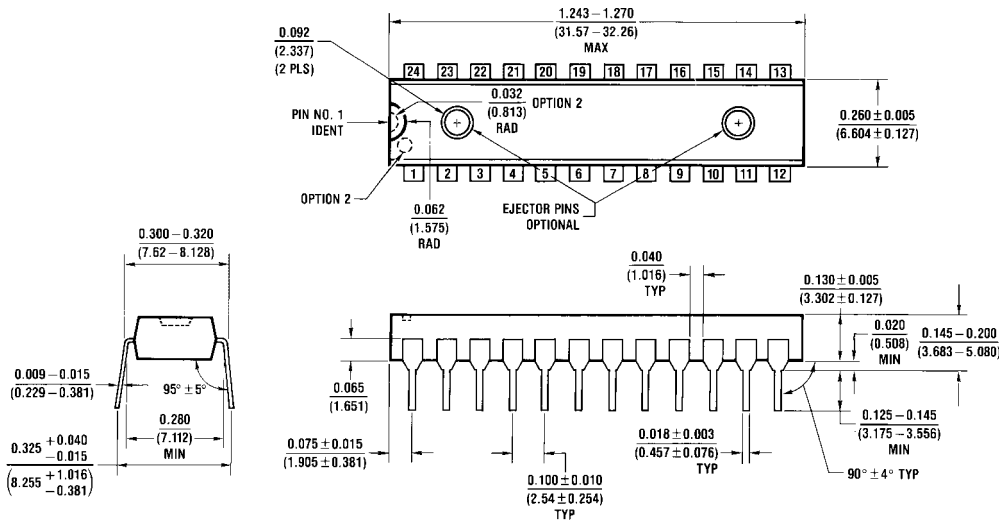 1.243 – 1.270
(31.57 – 32.26)
MAX
0.092
(2.337)
(2 PLS)
24 23 22 21 20 19 18 17 16 15 14 13
0.032
(0.813)
RAD
OPTION 2
PIN NO. 1
IDENT
0.260 ± 0.005
(6.604 ± 0.127)
1 2 3 4 5 6 7 8 9 10 11 12
OPTION 2
0.062
(1.575)
RAD
EJECTOR PINS
OPTIONAL
0.300 – 0.320
(7.62 – 8.128)
0.040
(1.016)
TYP
0.130 ± 0.005
(3.302 ± 0.127)
0.020
(0.508)
MIN
0.145 – 0.200
(3.683 – 5.080)
0.009 – 0.015
(0.229 – 0.381)
95° ± 5°
0.280
(7.112)
MIN
0.065
(1.651)
0.125 – 0.145
(3.175 – 3.556)
MIN
0.325 + 0.040
– 0.015
(8.255 + 1.016
– 0.381)
0.075 ± 0.015
(1.905 ± 0.381)
0.018 ± 0.003
(0.457 ± 0.076)
TYP
90° ± 4° TYP
0.100 ± 0.010
(2.54 ± 0.254)
TYP